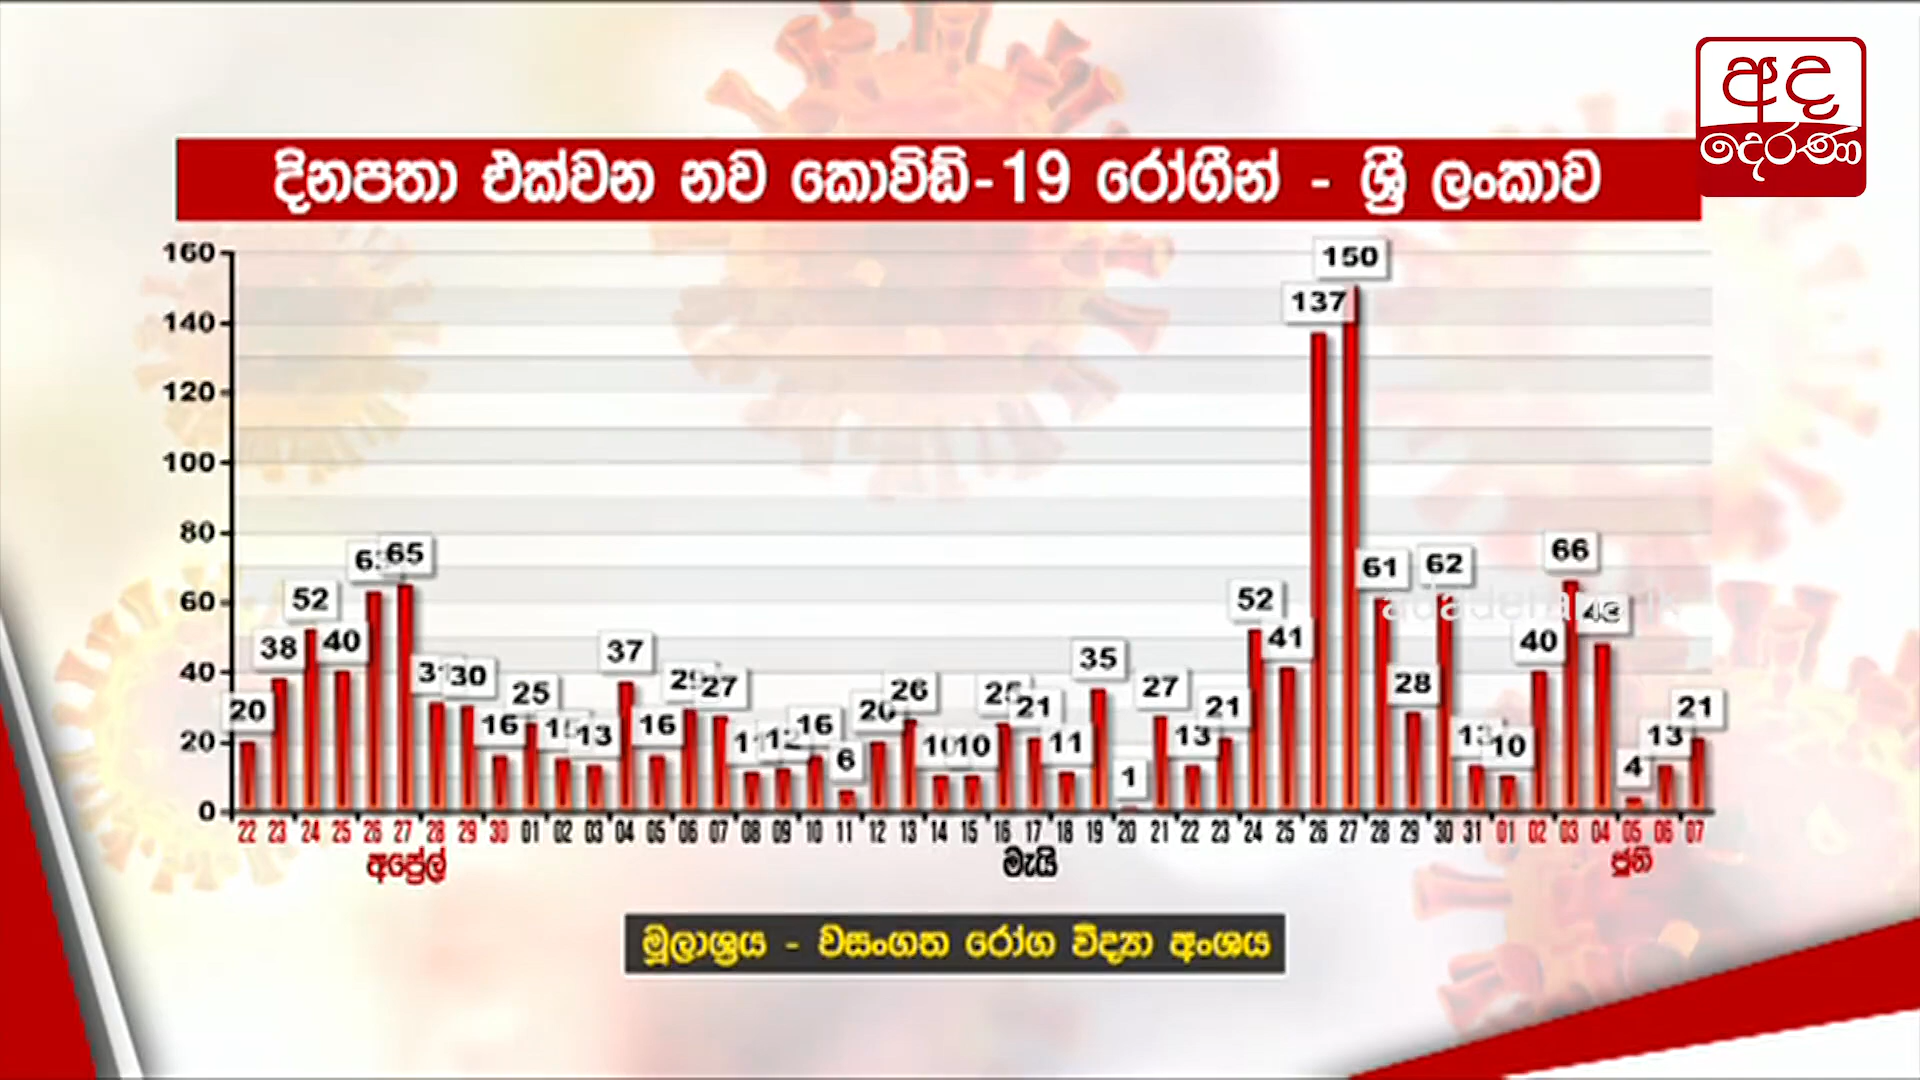 අද
දෙරණ
දිනපතා එක්වන නව කොවිඩ්-19 රෝගීන් - ශ්‍රී ලංකාව
160
140
120
100
80
60
40
20
0
20 38 52 40 65 30 16 25 13 37 16 27 16 6 26 10 21 11 35 1 27 13 21 52 41 137 150 61 28 62 10 40 66 4 13 21
22 23 24 25 26 27 28 29 30 01 02 03 04 05 06 07 08 09 10 11 12 13 14 15 16 17 18 19 20 21 22 23 24 25 26 27 28 29 30 31 01 02 03 04 05 06 07
අප්‍රේල් මැයි ජූනි
මූලාශ්‍රය - වසංගත රෝග විද්‍යා අංශය